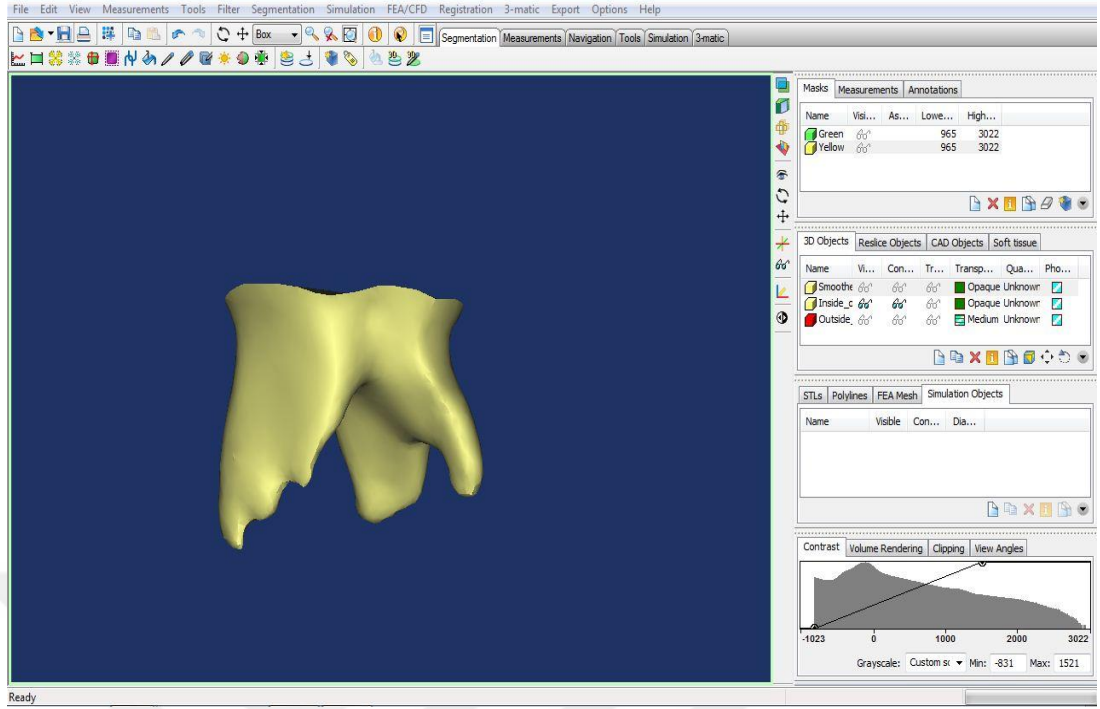 File Edit View Measurements Tools Filter Segmentation Simulation FEA/CFD Registration 3-matic Export Options Help
Box Segmentation Measurements Navigation Tools Simulation 3-matic
Masks Measurements Annotations
Name Visi... As... Lowe... High...
Green 965 3022
Yellow 965 3022
3D Objects Reslice Objects CAD Objects Soft tissue
Name Vi... Con... Tr... Transp... Qua... Pho...
Smoothe Opaque Unknown
Inside_c Opaque Unknown
Outside_ Medium Unknown
STLs Polylines FEA Mesh Simulation Objects
Name Visible Con... Dia...
Contrast Volume Rendering Clipping View Angles
-1023 0 1000 2000 3022
Grayscale: Custom sc Min: -831 Max: 1521
Ready